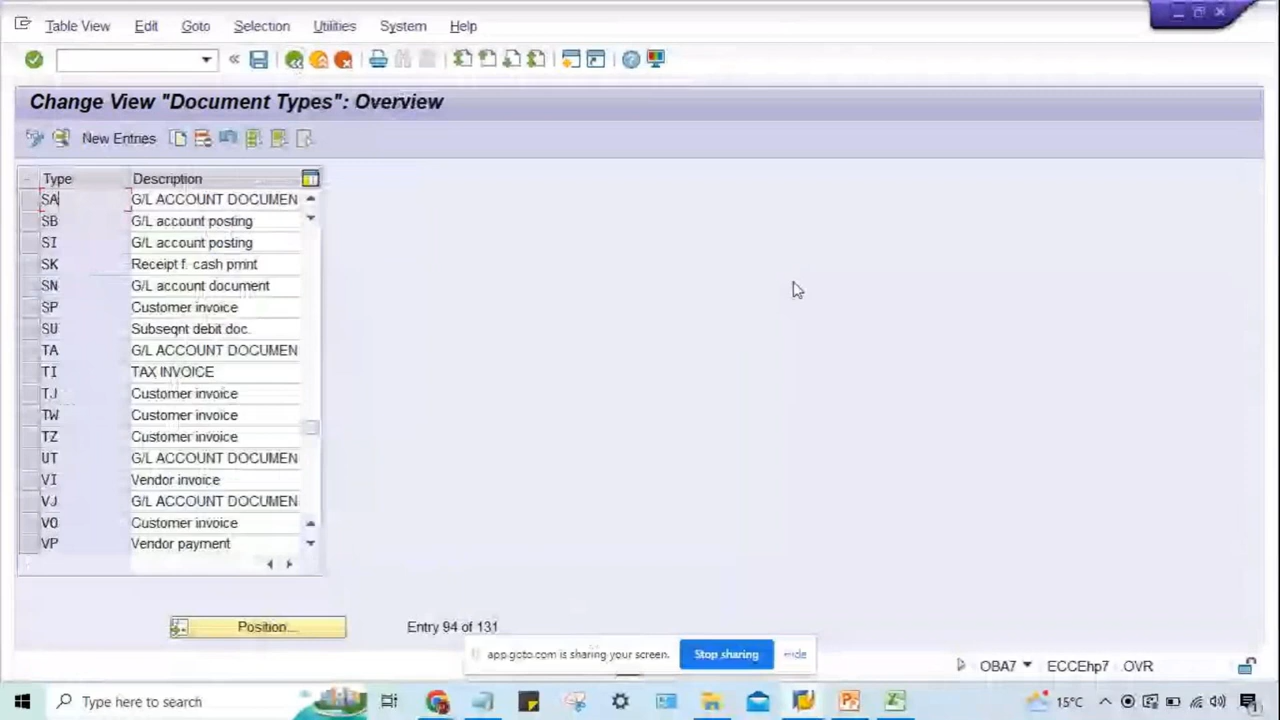 Table View Edit Goto Selection Utilities System Help
Change View "Document Types": Overview
New Entries
Type Description
SA G/L ACCOUNT DOCUMEN
SB G/L account posting
SI G/L account posting
SK Receipt f. cash pmnt
SN G/L account document
SP Customer invoice
SU Subseqnt debit doc.
TA G/L ACCOUNT DOCUMEN
TI TAX INVOICE
TJ Customer invoice
TW Customer invoice
TZ Customer invoice
UT G/L ACCOUNT DOCUMEN
VI Vendor invoice
VJ G/L ACCOUNT DOCUMEN
VO Customer invoice
VP Vendor payment
Position... Entry 94 of 131
app.goto.com is sharing your screen. Stop sharing Hide
OBA7 ECCEhp7 OVR
Type here to search 15°C